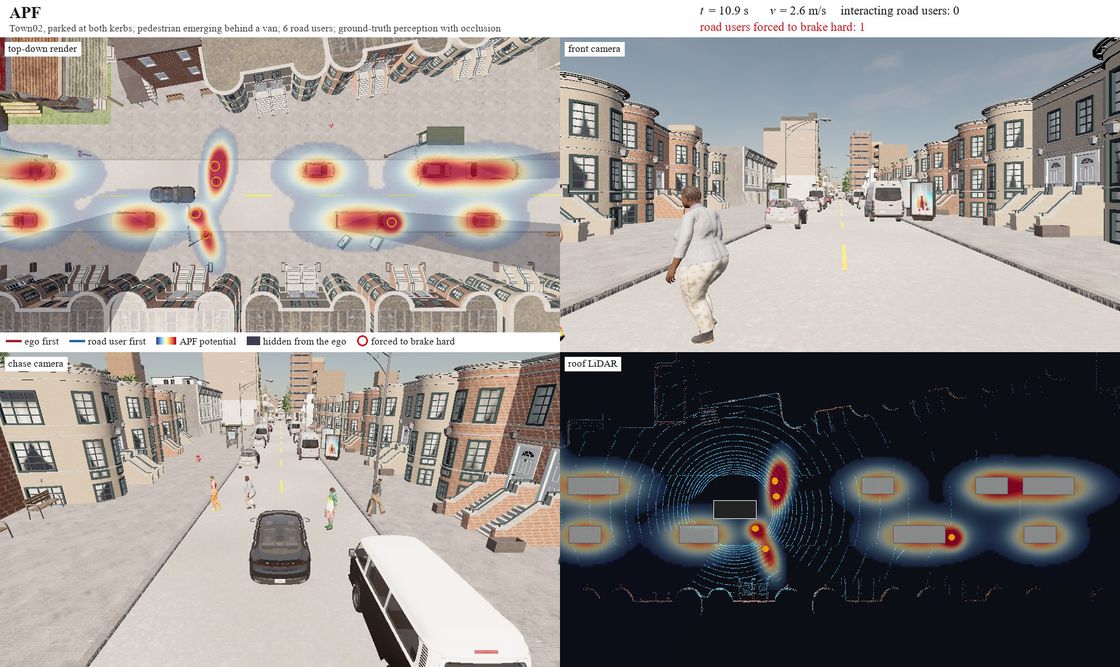 APF
t = 10.9 s v = 2.6 m/s interacting road users: 0
Town02, parked at both kerbs; pedestrian emerging behind a van; 6 road users; ground-truth perception with occlusion
road users forced to brake hard: 1
top-down render
front camera
ego first road user first APF potential hidden from the ego forced to brake hard
chase camera
roof LiDAR